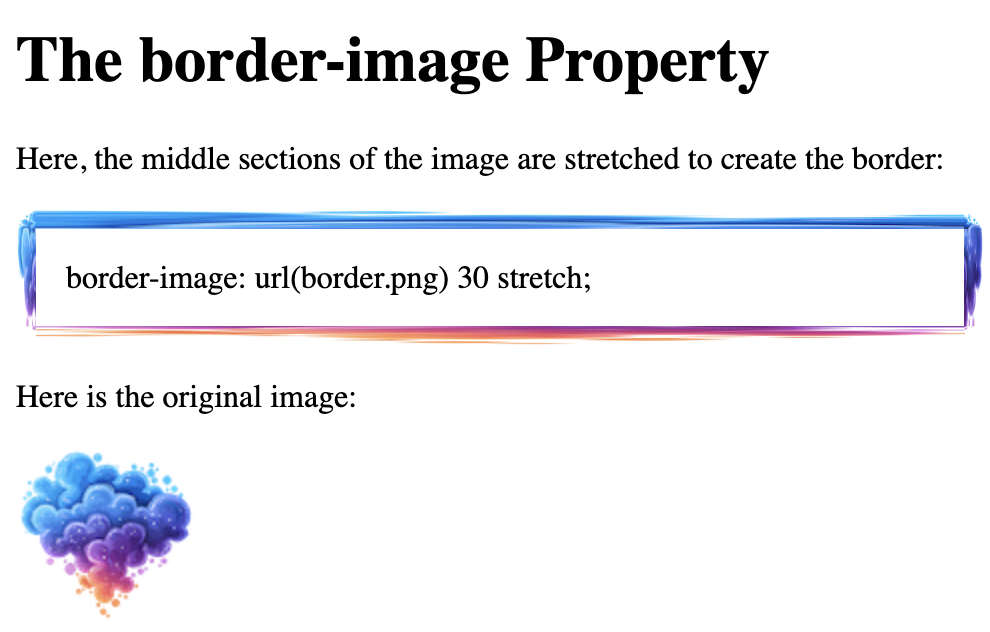 The border-image Property
Here, the middle sections of the image are stretched to create the border:
border-image: url(border.png) 30 stretch;
Here is the original image: